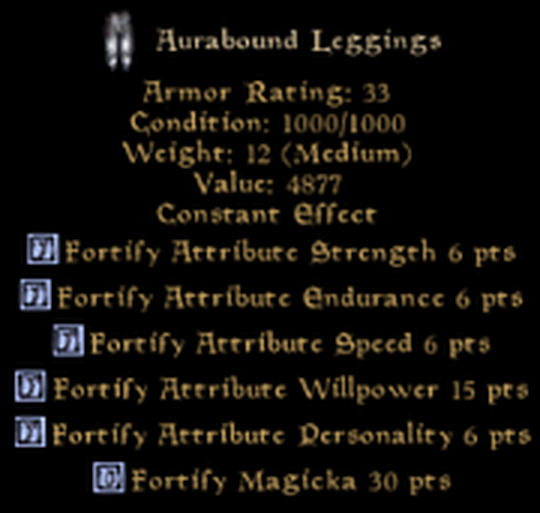 Aurabound Leggings
Armor Rating: 33
Condition: 1000/1000
Weight: 12 (Medium)
Value: 4877
Constant Effect
Fortify Attribute Strength 6 pts
Fortify Attribute Endurance 6 pts
Fortify Attribute Speed 6 pts
Fortify Attribute Willpower 15 pts
Fortify Attribute Personality 6 pts
Fortify Magicka 30 pts